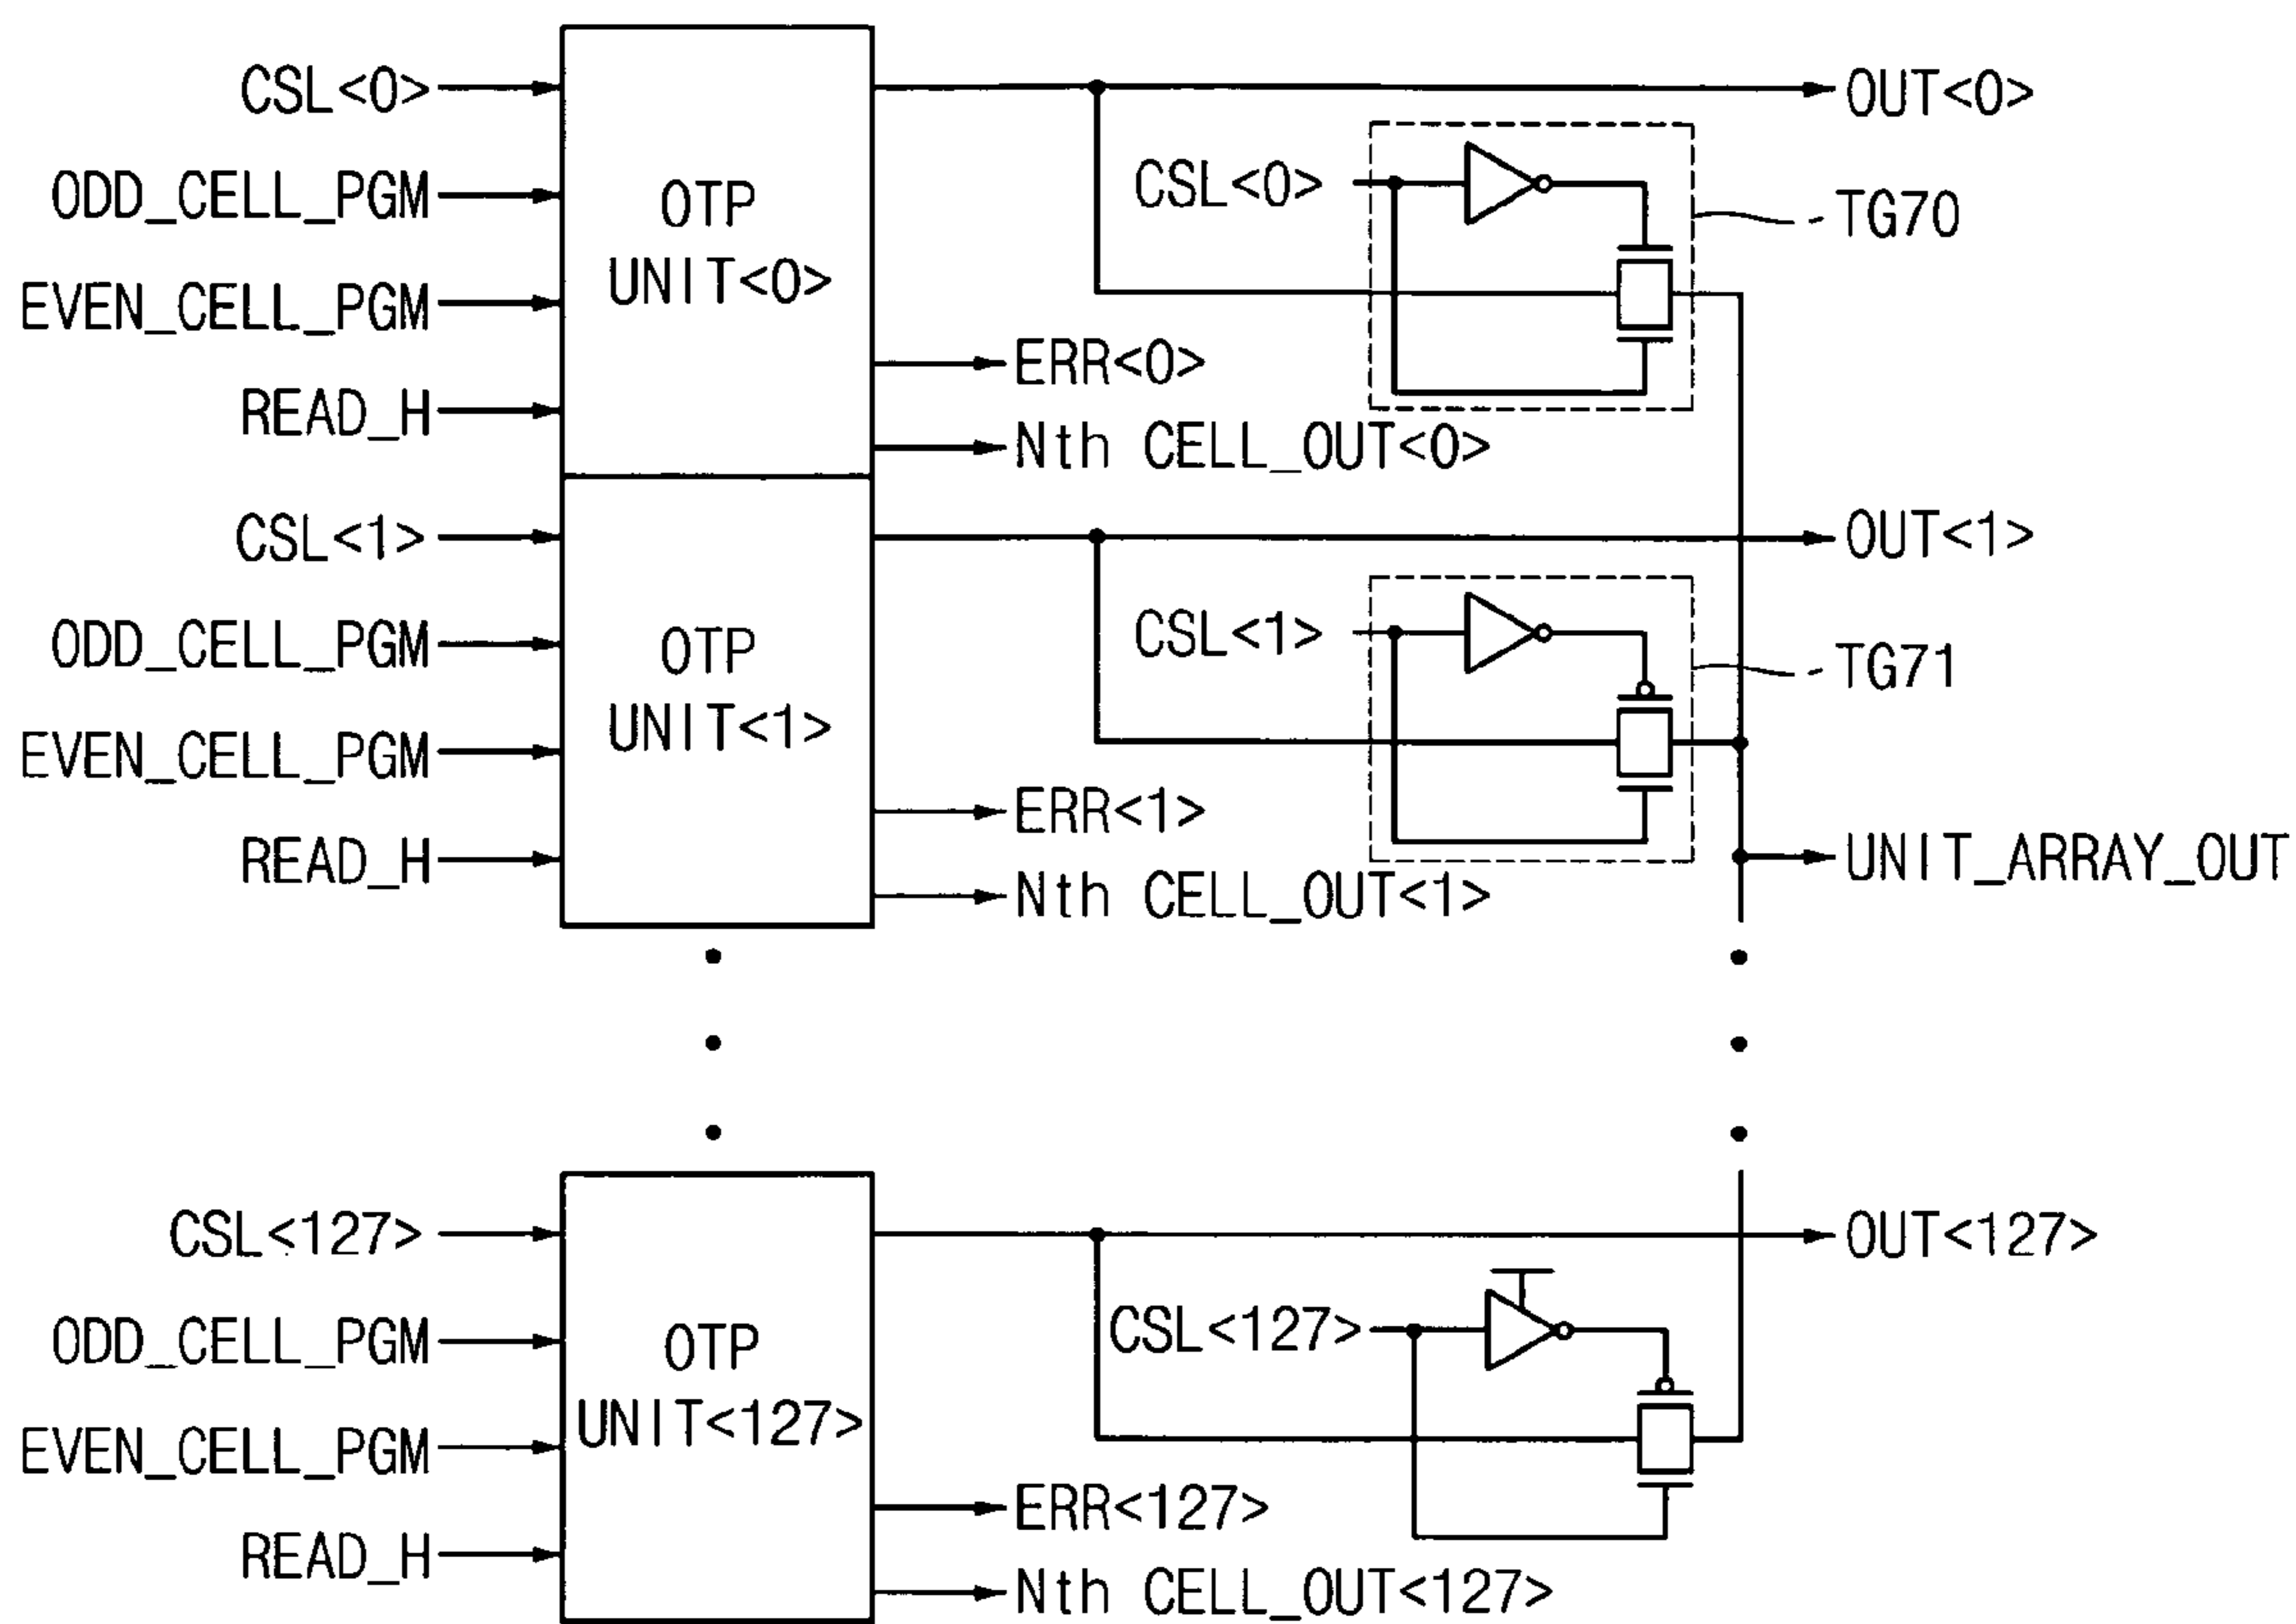 CSL<0>
ODD_CELL_PGM
EVEN_CELL_PGM
READ_H
OTP
UNIT<0>
OUT<0>
CSL<0>
TG70
ERR<0>
Nth CELL_OUT<0>
CSL<1>
ODD_CELL_PGM
EVEN_CELL_PGM
READ_H
OTP
UNIT<1>
OUT<1>
CSL<1>
TG71
ERR<1>
Nth CELL_OUT<1>
UNIT_ARRAY_OUT
CSL<127>
ODD_CELL_PGM
EVEN_CELL_PGM
READ_H
OTP
UNIT<127>
OUT<127>
CSL<127>
ERR<127>
Nth CELL_OUT<127>